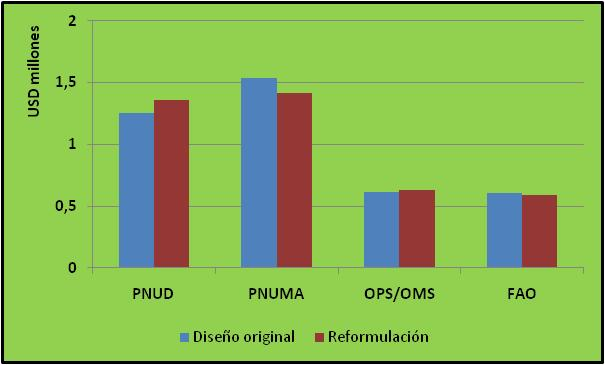 USD millones
2
1,5
1
0,5
0
PNUD PNUMA OPS/OMS FAO
Diseño original Reformulación